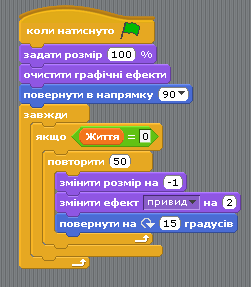 коли натиснуто
задати розмір 100 %
очистити графічні ефекти
повернути в напрямку 90
завжди
якщо Життя = 0
повторити 50
змінити розмір на -1
змінити ефект привид на 2
повернути на 15 градусів